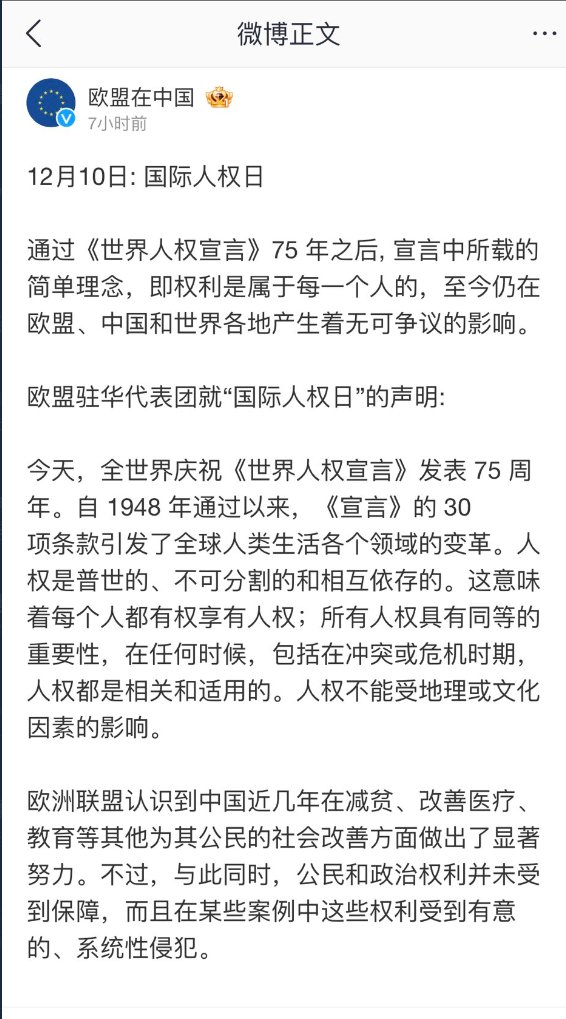 微博正文
欧盟在中国
7小时前
12月10日: 国际人权日
通过《世界人权宣言》75 年之后, 宣言中所载的
简单理念，即权利是属于每一个人的，至今仍在
欧盟、中国和世界各地产生着无可争议的影响。
欧盟驻华代表团就“国际人权日”的声明:
今天，全世界庆祝《世界人权宣言》发表 75 周
年。自 1948 年通过以来，《宣言》的 30
项条款引发了全球人类生活各个领域的变革。人
权是普世的、不可分割的和相互依存的。这意味
着每个人都有权享有人权；所有人权具有同等的
重要性，在任何时候，包括在冲突或危机时期，
人权都是相关和适用的。人权不能受地理或文化
因素的影响。
欧洲联盟认识到中国近几年在减贫、改善医疗、
教育等其他为其公民的社会改善方面做出了显著
努力。不过，与此同时，公民和政治权利并未受
到保障，而且在某些案例中这些权利受到有意
的、系统性侵犯。